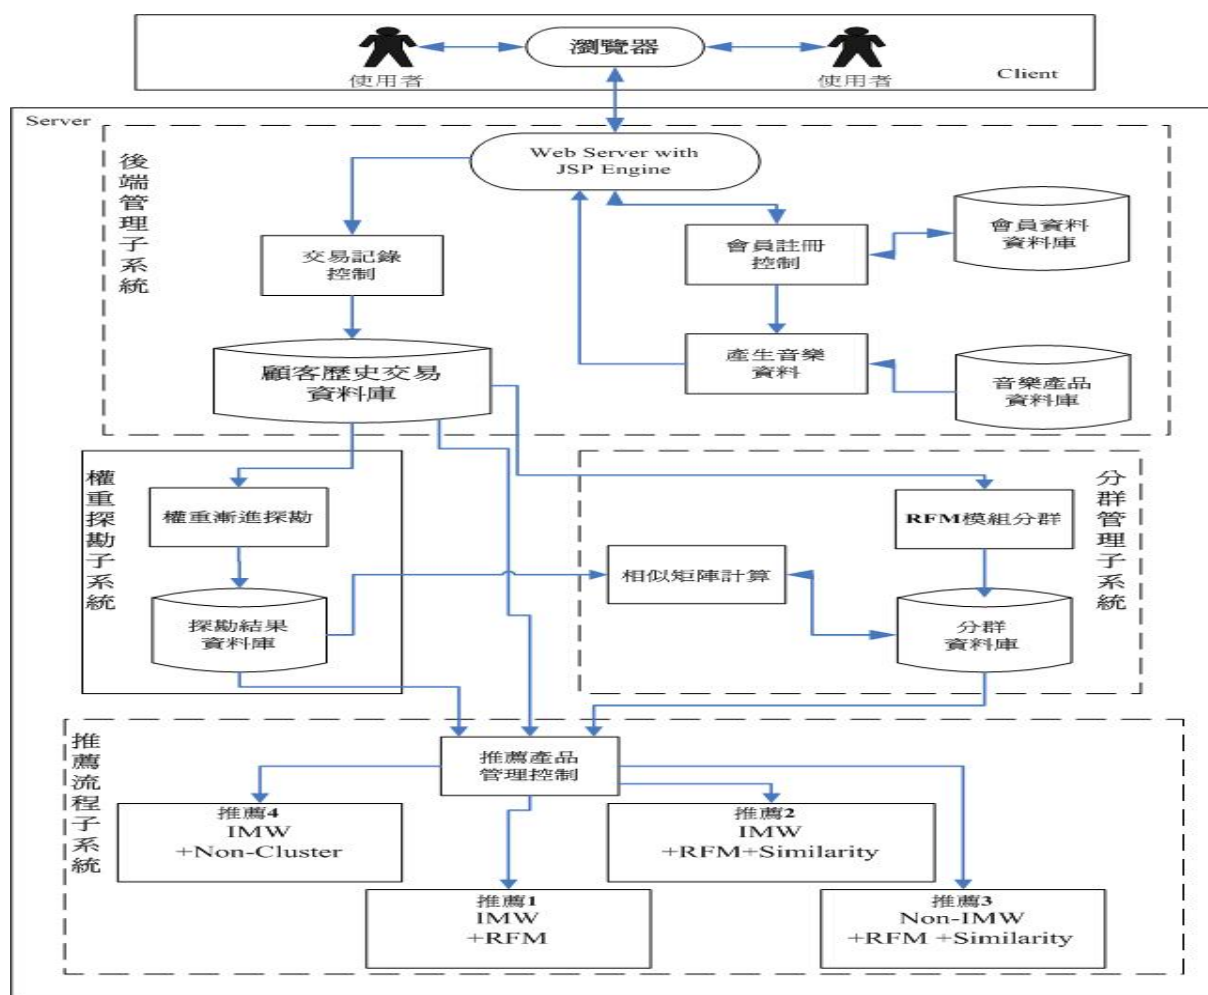 瀏覽器
使用者
使用者
Client
Server
後端管理子系統
Web Server with
JSP Engine
交易記錄
控制
會員註冊
控制
會員資料
資料庫
顧客歷史交易
資料庫
產生音樂
資料
音樂產品
資料庫
權重探勘子系統
權重漸進探勘
探勘結果
資料庫
分群管理子系統
RFM模組分群
相似矩陣計算
分群
資料庫
推薦流程子系統
推薦產品
管理控制
推薦4
IMW
+Non-Cluster
推薦2
IMW
+RFM+Similarity
推薦1
IMW
+RFM
推薦3
Non-IMW
+RFM +Similarity